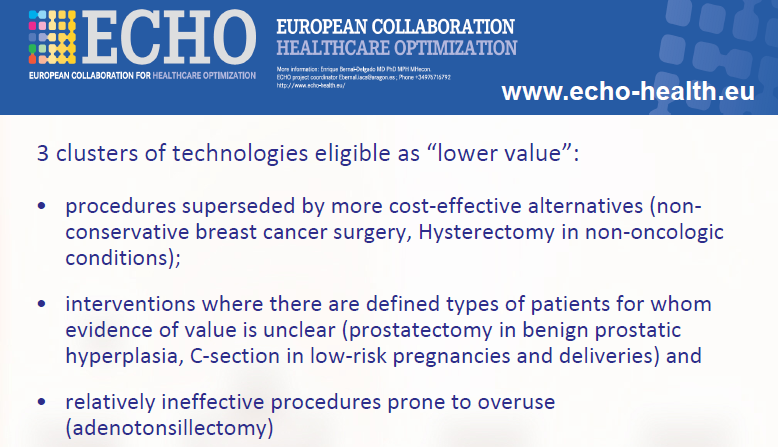 ECHO
EUROPEAN COLLABORATION FOR HEALTHCARE OPTIMIZATION
EUROPEAN COLLABORATION
HEALTHCARE OPTIMIZATION
More information: Enrique Bernal-Delgado MD PhD MPH MHecon.
ECHO project coordinator Ebernal.iacs@aragon.es ; Phone +34976716792
http://www.echo-health.eu/
www.echo-health.eu
3 clusters of technologies eligible as “lower value”:
• procedures superseded by more cost-effective alternatives (non-
conservative breast cancer surgery, Hysterectomy in non-oncologic
conditions);
• interventions where there are defined types of patients for whom
evidence of value is unclear (prostatectomy in benign prostatic
hyperplasia, C-section in low-risk pregnancies and deliveries) and
• relatively ineffective procedures prone to overuse
(adenotonsillectomy)